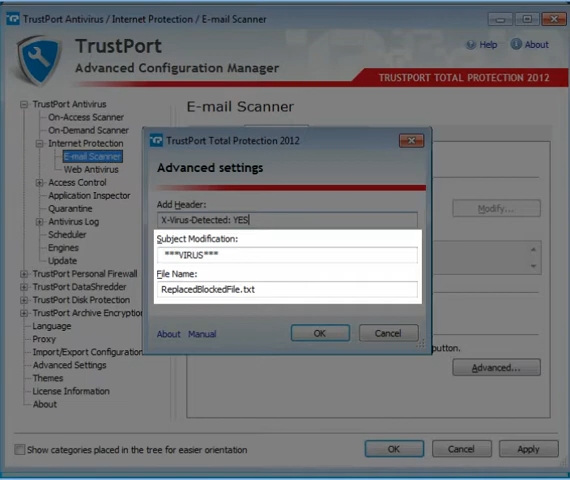 TrustPort Antivirus / Internet Protection / E-mail Scanner
TrustPort
Advanced Configuration Manager
Help
About
TRUSTPORT TOTAL PROTECTION 2012
TrustPort Antivirus
On-Access Scanner
On-Demand Scanner
Internet Protection
E-mail Scanner
Web Antivirus
Access Control
Application Inspector
Quarantine
Antivirus Log
Scheduler
Engines
Update
TrustPort Personal Firewall
TrustPort DataShredder
TrustPort Disk Protection
TrustPort Archive Encryption
Language
Proxy
Import/Export Configuration
Advanced Settings
Themes
License Information
About
E-mail Scanner
Modify...
button.
Advanced...
TrustPort Total Protection 2012
Advanced settings
Add Header:
X-Virus-Detected: YES
Subject Modification:
***VIRUS***
File Name:
ReplacedBlockedFile.txt
About
Manual
OK
Cancel
Show categories placed in the tree for easier orientation
OK
Cancel
Apply